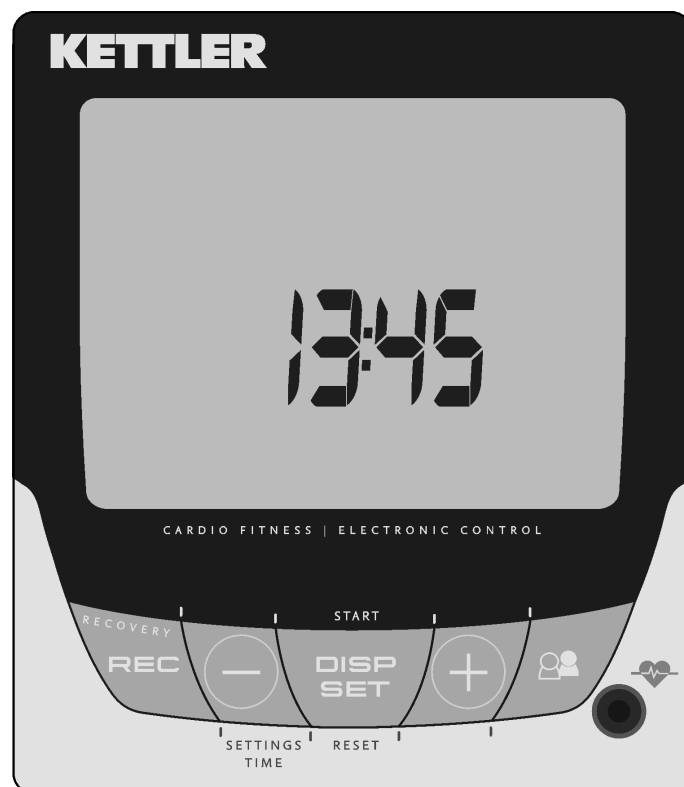 KETTLER
13:45
CARDIO FITNESS | ELECTRONIC CONTROL
START
RECOVERY
REC
DISP
SET
SETTINGS
TIME
RESET